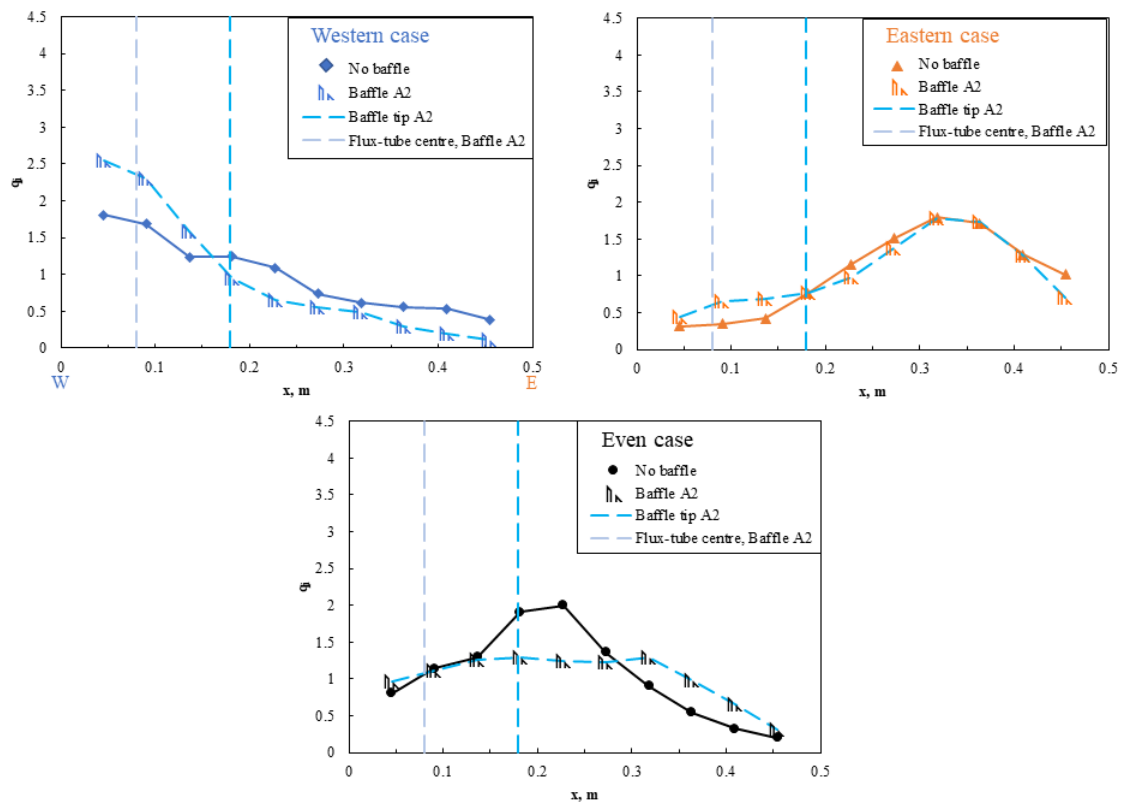 4.5
4
3.5
3
2.5
2
1.5
1
0.5
0
qj
Western case
No baffle
Baffle A2
Baffle tip A2
Flux-tube centre, Baffle A2
0 0.1 0.2 0.3 0.4 0.5
W x, m E
4.5
4
3.5
3
2.5
2
1.5
1
0.5
0
qj
Eastern case
No baffle
Baffle A2
Baffle tip A2
Flux-tube centre, Baffle A2
0 0.1 0.2 0.3 0.4 0.5
x, m
4.5
4
3.5
3
2.5
2
1.5
1
0.5
0
qj
Even case
No baffle
Baffle A2
Baffle tip A2
Flux-tube centre, Baffle A2
0 0.1 0.2 0.3 0.4 0.5
x, m